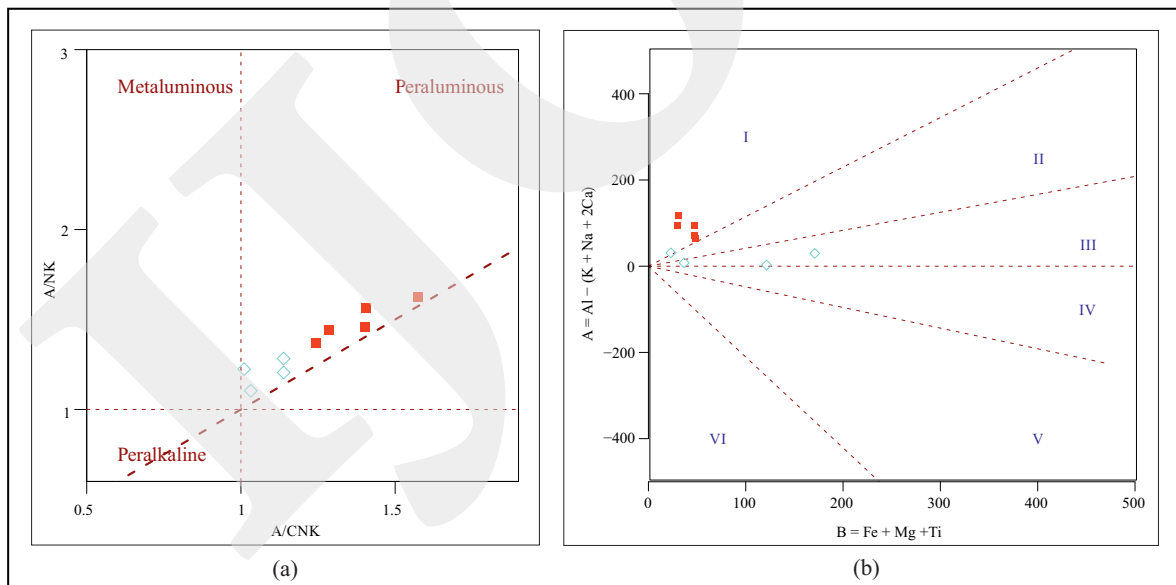 3
Metaluminous
Peraluminous
2
A/NK
1
Peralkaline
0.5
1
1.5
A/CNK
(a)
400
I
II
200
A = Al − (K + Na + 2Ca)
III
0
IV
−200
−400
VI
V
0
100
200
300
400
500
B = Fe + Mg +Ti
(b)